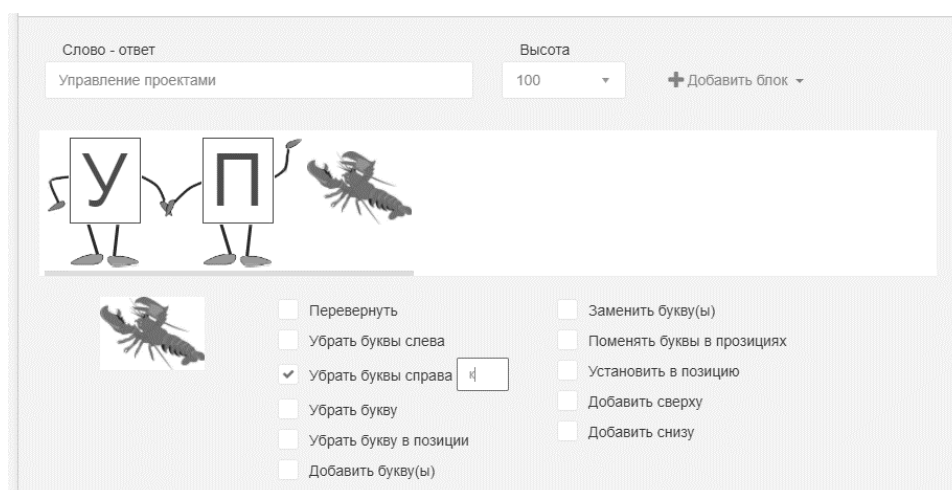 Слово - ответ
Высота
Управление проектами
100
Добавить блок
У П
Перевернуть
Убрать буквы слева
Убрать буквы справа к
Убрать букву
Убрать букву в позиции
Добавить букву(ы)
Заменить букву(ы)
Поменять буквы в прозициях
Установить в позицию
Добавить сверху
Добавить снизу